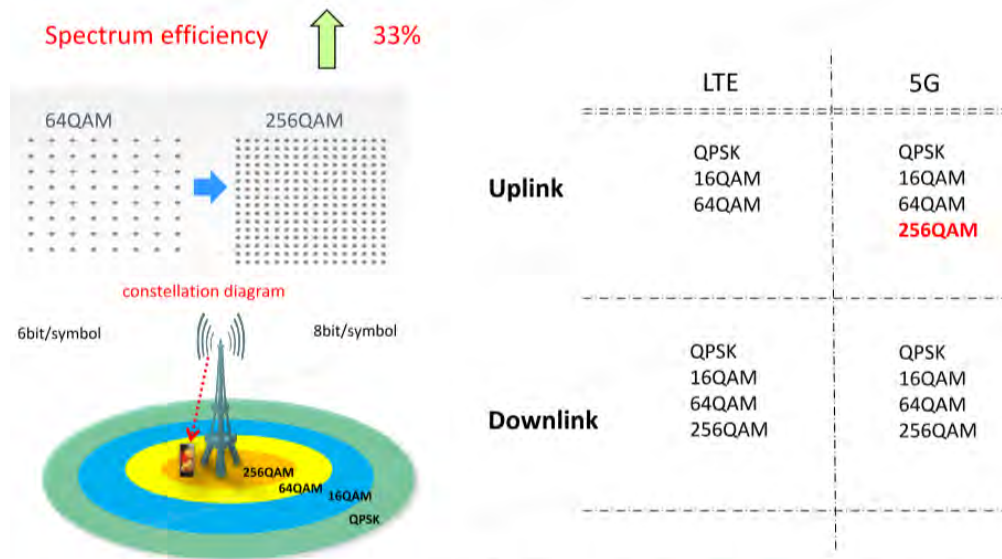 Spectrum efficiency 33%
64QAM 256QAM
constellation diagram
6bit/symbol 8bit/symbol
256QAM
64QAM
16QAM
QPSK
LTE 5G
Uplink
QPSK
16QAM
64QAM
QPSK
16QAM
64QAM
256QAM
Downlink
QPSK
16QAM
64QAM
256QAM
QPSK
16QAM
64QAM
256QAM